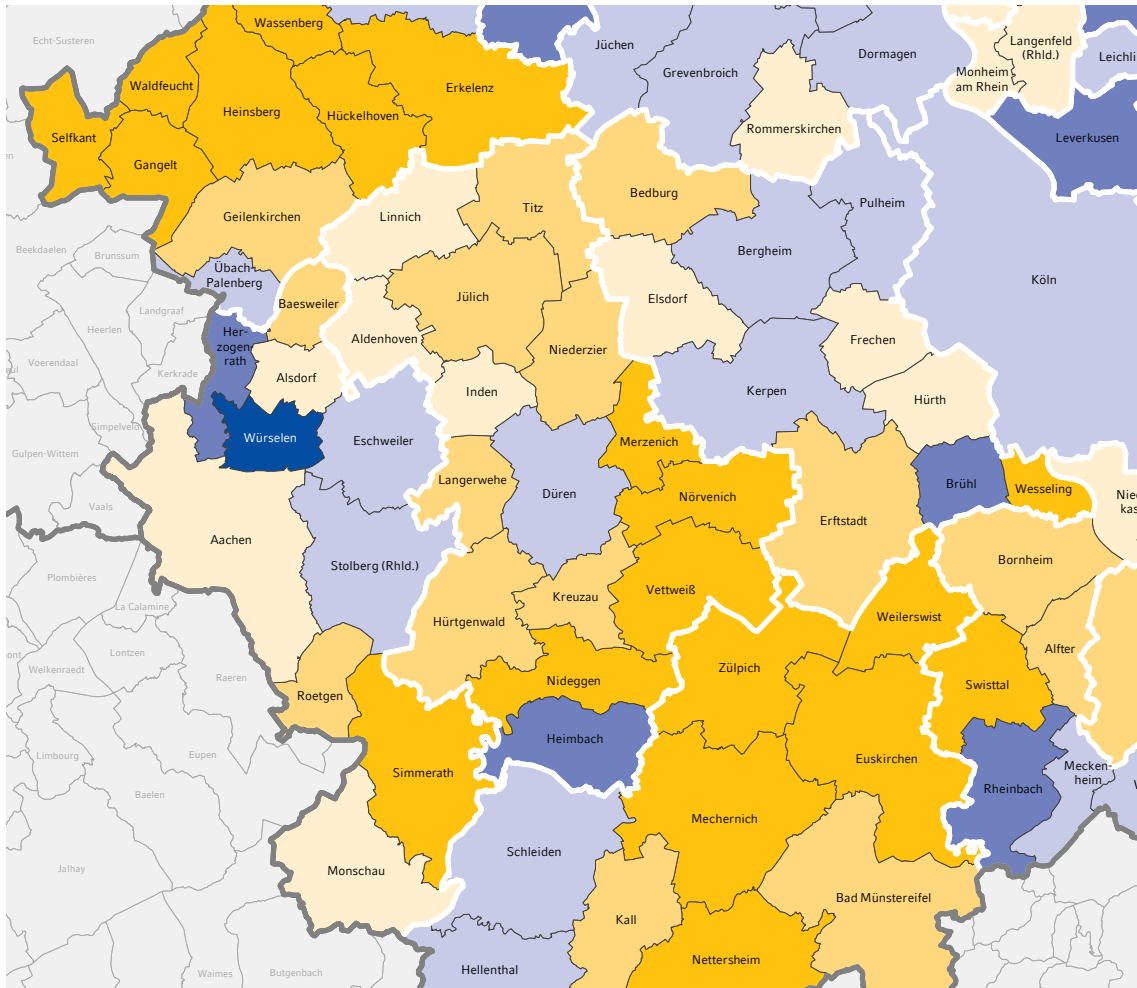 Wassenberg
Echt-Susteren
Jüchen
Dormagen
Langenfeld
(Rhld.)
Leichli
Grevenbroich
Monheim
am Rhein
Waldfeucht
Erkelenz
Heinsberg
Hückelhoven
Rommerskirchen
Leverkusen
Selfkant
Gangelt
Bedburg
Pulheim
Titz
Linnich
Geilenkirchen
Beekdaelen
Brunssum
Bergheim
Übach-
Palenberg
Köln
Jülich
Elsdorf
Baesweiler
Landgraaf
Heerlen
Her-
zogen-
rath
Aldenhoven
Frechen
Niederzier
Voerendaal
Kerkrade
Alsdorf
Inden
Kerpen
Hürth
Simpelveld
Würselen
Eschweiler
Merzenich
Gulpen-Wittem
Langerwehe
Brühl
Wesseling
Düren
Nörvenich
Nied
kas
Vaals
Erftstadt
Aachen
Bornheim
Stolberg (Rhld.)
Plombières
Vettweiß
Kreuzau
La Calamine
Weilerswist
Hürtgenwald
Alfter
Lontzen
ont
Welkenraedt
Zülpich
Raeren
Nideggen
Swisttal
Roetgen
Heimbach
Limbourg
Eupen
Euskirchen
Simmerath
Mecken-
heim
Rheinbach
Baelen
Mechernich
Schleiden
Jalhay
Monschau
Bad Münstereifel
Kall
Nettersheim
Hellenthal
Waimes
Butgenbach